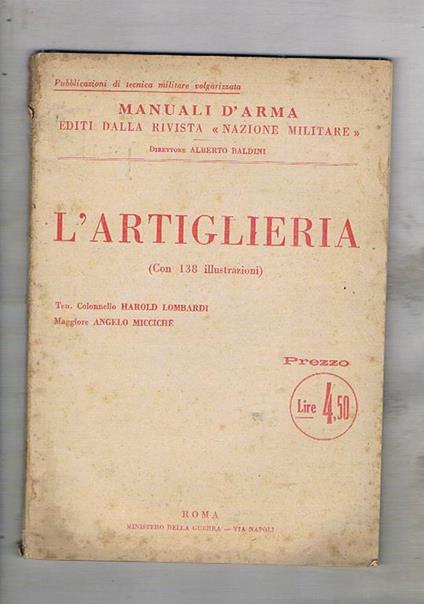 Pubblicazioni di tecnica militare volgarizzata
MANUALI D'ARMA
EDITI DALLA RIVISTA « NAZIONE MILITARE »
DIRETTORE ALBERTO BALDINI
L'ARTIGLIERIA
(Con 138 illustrazioni)
Ten. Colonnello HAROLD LOMBARDI
Maggiore ANGELO MICCICHÈ
Prezzo
Lire 4,50
ROMA
MINISTERO DELLA GUERRA - VIA NAPOLI